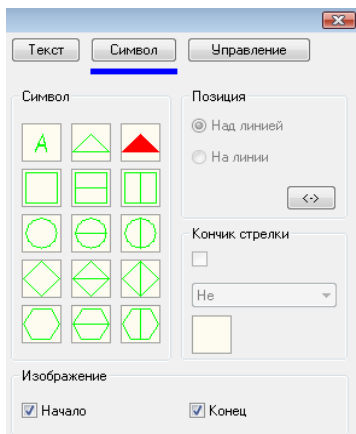 Текст Символ Управление
Символ
Позиция
A
Над линией
На линии
<->
Кончик стрелки
Не
Изображение
Начало Конец